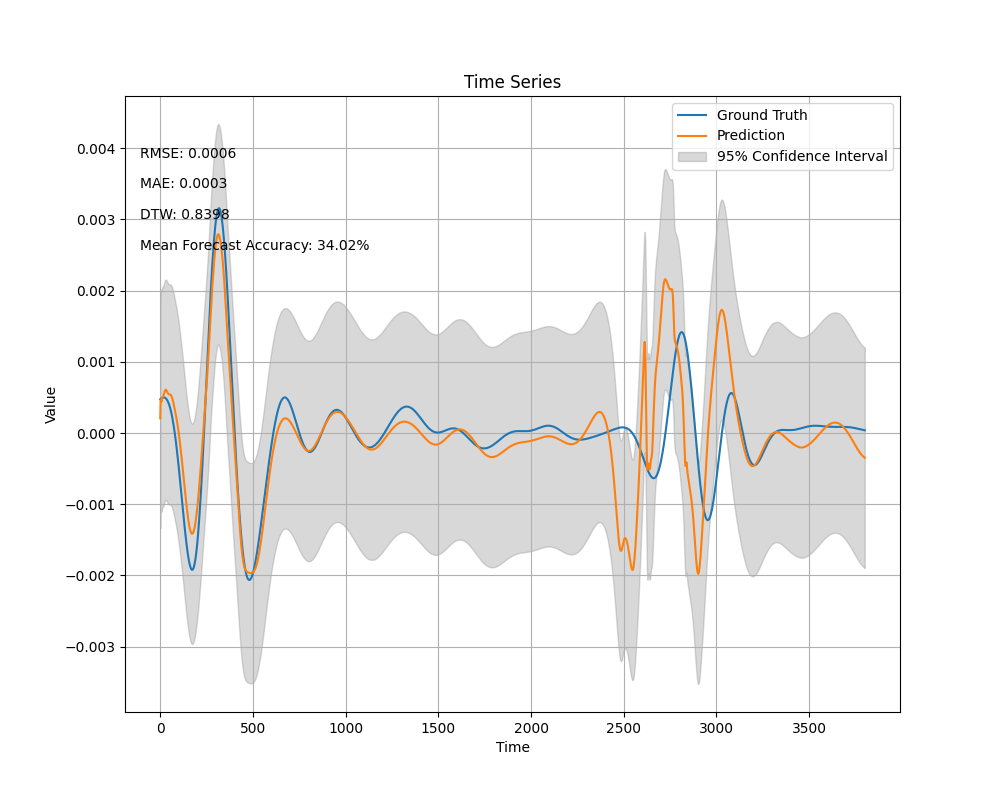 Time Series
Ground Truth
Prediction
95% Confidence Interval
RMSE: 0.0006
MAE: 0.0003
DTW: 0.8398
Mean Forecast Accuracy: 34.02%
Value
0.004
0.003
0.002
0.001
0.000
−0.001
−0.002
−0.003
0 500 1000 1500 2000 2500 3000 3500
Time